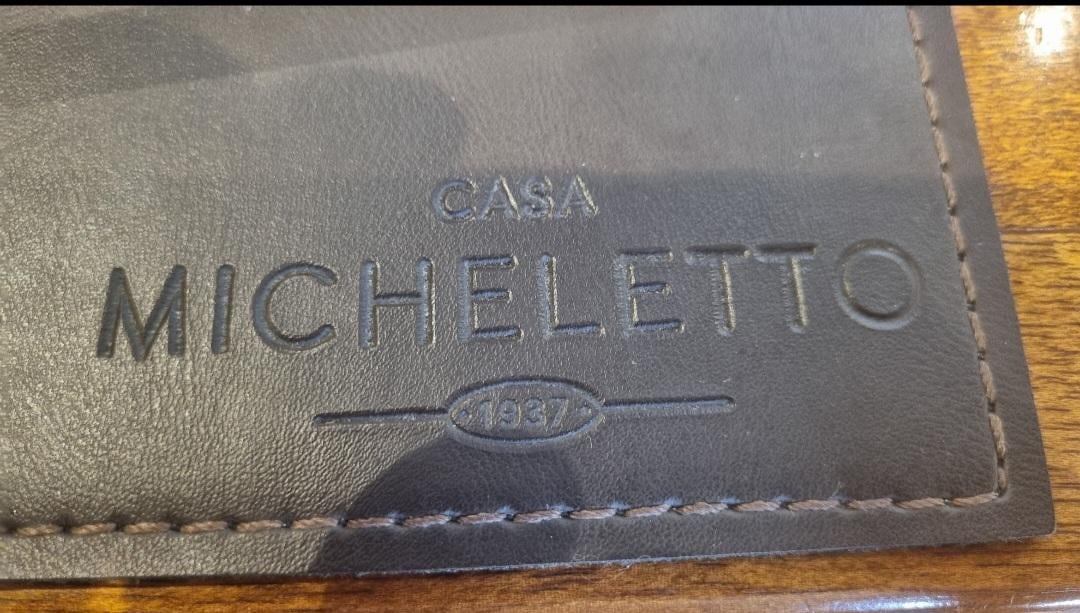 CASA
MICHELETTO
·1937·